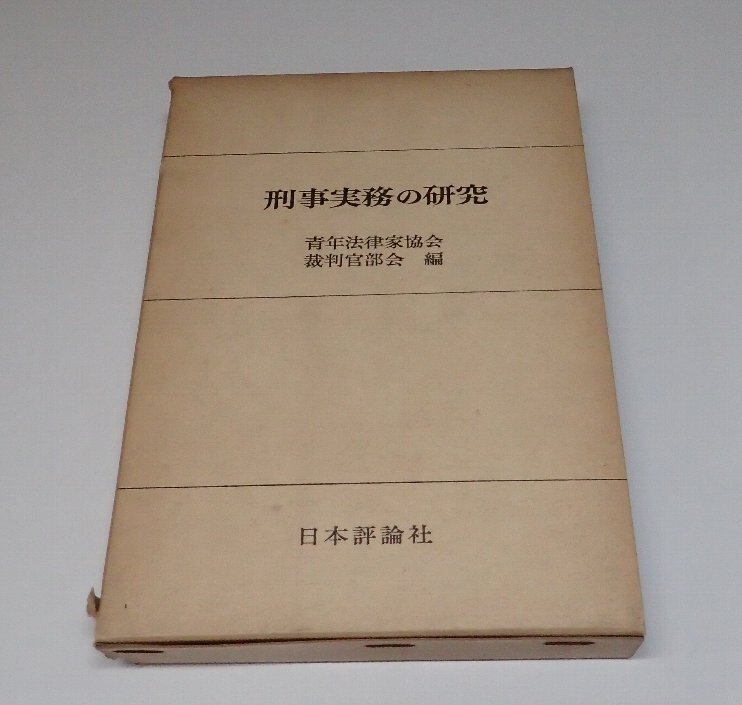 刑事実務の研究
青年法律家協会
裁判官部会 編
日本評論社